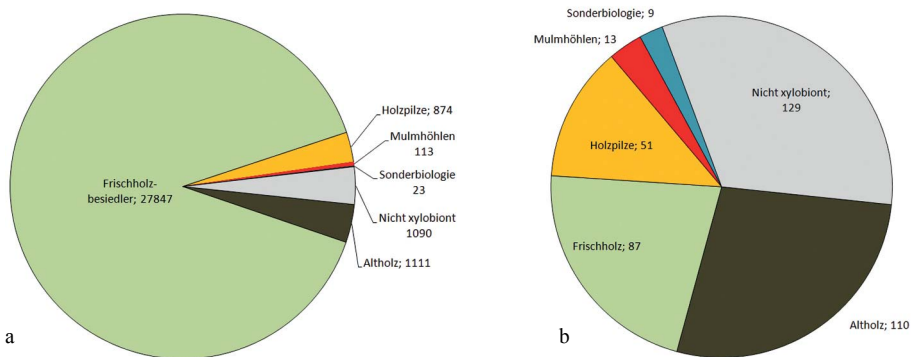 Frischholz-
besiedler; 27847
Holzpilze; 874
Mulmhöhlen
113
Sonderbiologie
23
Nicht xylobiont
1090
Altholz; 1111
a
Sonderbiologie; 9
Mulmhöhlen; 13
Nicht xylobiont;
129
Holzpilze; 51
Frischholz; 87
Altholz; 110
b